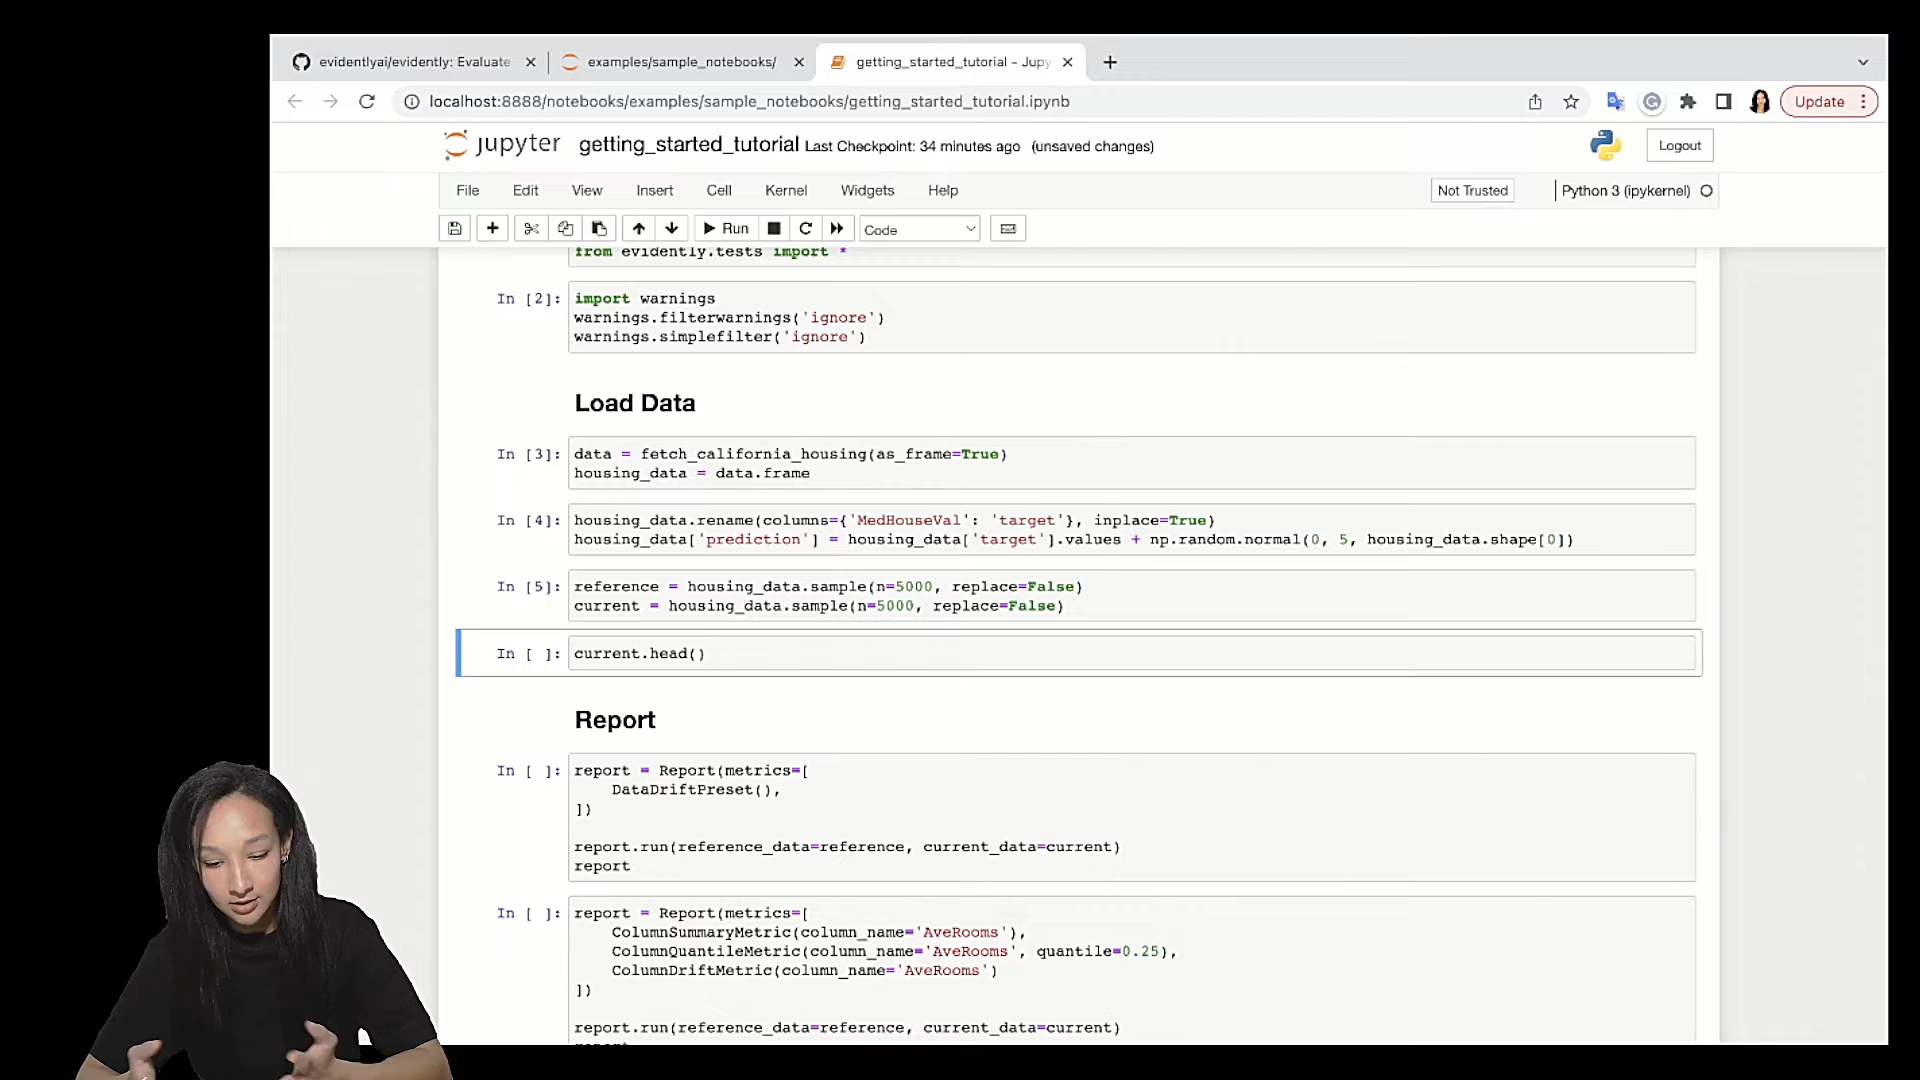 evidentlyai/evidently: Evaluate
examples/sample_notebooks/
getting_started_tutorial – Jupy
localhost:8888/notebooks/examples/sample_notebooks/getting_started_tutorial.ipynb
Update
jupyter getting_started_tutorial Last Checkpoint: 34 minutes ago (unsaved changes)
Logout
File Edit View Insert Cell Kernel Widgets Help
Not Trusted
Python 3 (ipykernel)
Run
Code
from evidently.tests import *
In [2]: import warnings
warnings.filterwarnings('ignore')
warnings.simplefilter('ignore')
Load Data
In [3]: data = fetch_california_housing(as_frame=True)
housing_data = data.frame
In [4]: housing_data.rename(columns={'MedHouseVal': 'target'}, inplace=True)
housing_data['prediction'] = housing_data['target'].values + np.random.normal(0, 5, housing_data.shape[0])
In [5]: reference = housing_data.sample(n=5000, replace=False)
current = housing_data.sample(n=5000, replace=False)
In [ ]: current.head()
Report
In [ ]: report = Report(metrics=[
DataDriftPreset(),
])
report.run(reference_data=reference, current_data=current)
report
In [ ]: report = Report(metrics=[
ColumnSummaryMetric(column_name='AveRooms'),
ColumnQuantileMetric(column_name='AveRooms', quantile=0.25),
ColumnDriftMetric(column_name='AveRooms')
])
report.run(reference_data=reference, current_data=current)